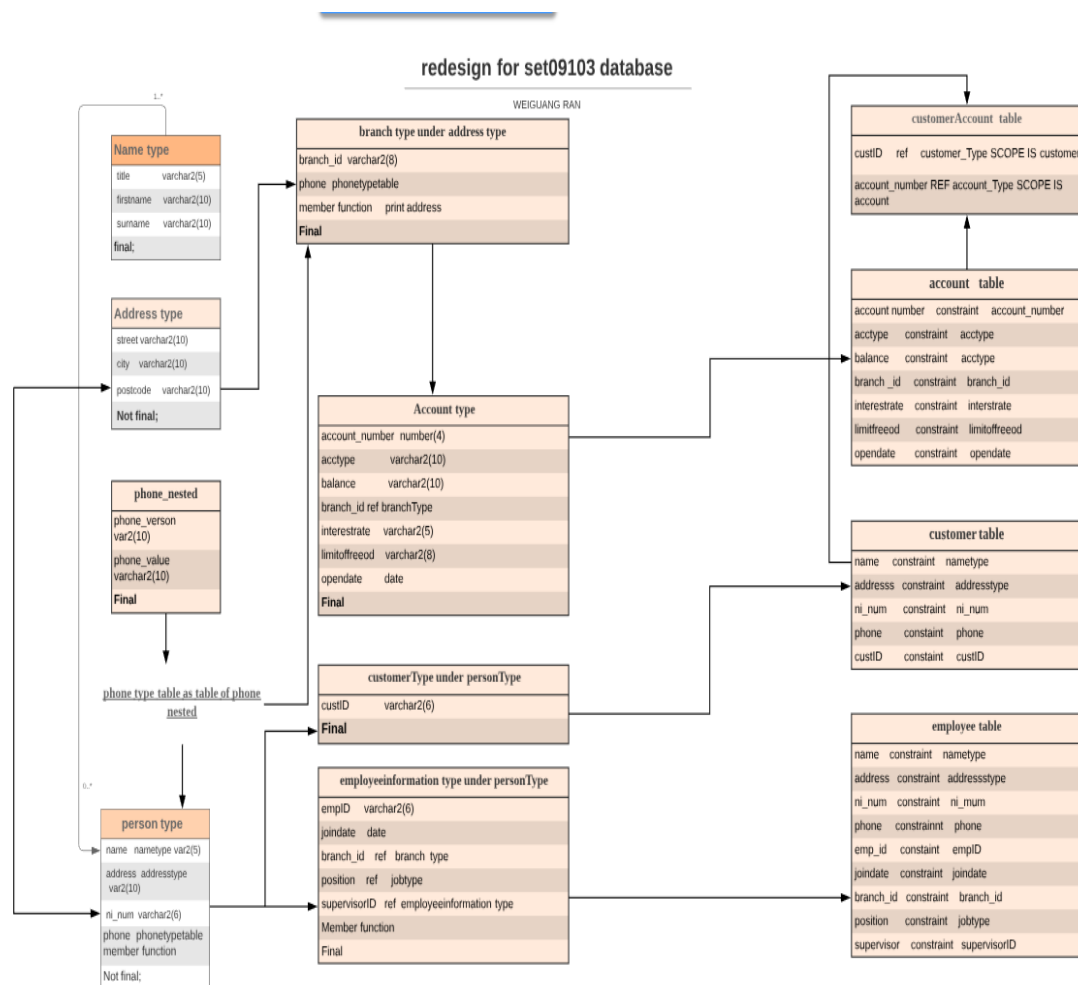 redesign for set09103 database
WEIGUANG RAN
1..*
Name type
title varchar2(5)
firstname varchar2(10)
surname varchar2(10)
final;
Address type
street varchar2(10)
city varchar2(10)
postcode varchar2(10)
Not final;
phone_nested
phone_verson
var2(10)
phone_value
varchar2(10)
Final
phone type table as table of phone
nested
0..*
person type
name nametype var2(5)
address addresstype
var2(10)
ni_num varchar2(6)
phone phonetypetable
member function
Not final;
branch type under address type
branch_id varchar2(8)
phone phonetypetable
member function print address
Final
Account type
account_number number(4)
acctype varchar2(10)
balance varchar2(10)
branch_id ref branchType
interestrate varchar2(5)
limitoffreeod varchar2(8)
opendate date
Final
customerType under personType
custID varchar2(6)
Final
employeeinformation type under personType
empID varchar2(6)
joindate date
branch_id ref branch type
position ref jobtype
supervisorID ref employeeinformation type
Member function
Final
customerAccount table
custID ref customer_Type SCOPE IS customer
account_number REF account_Type SCOPE IS
account
account table
account number constraint account_number
acctype constraint acctype
balance constraint acctype
branch _id constraint branch_id
interestrate constraint interstrate
limitfreeod constraint limitoffreeod
opendate constraint opendate
customer table
name constraint nametype
addresss constraint addresstype
ni_num constraint ni_num
phone constaint phone
custID constaint custID
employee table
name constraint nametype
address constraint addressstype
ni_num constraint ni_mum
phone constrainnt phone
emp_id constaint empID
joindate constraint joindate
branch_id constraint branch_id
position constraint jobtype
supervisor constraint supervisorID